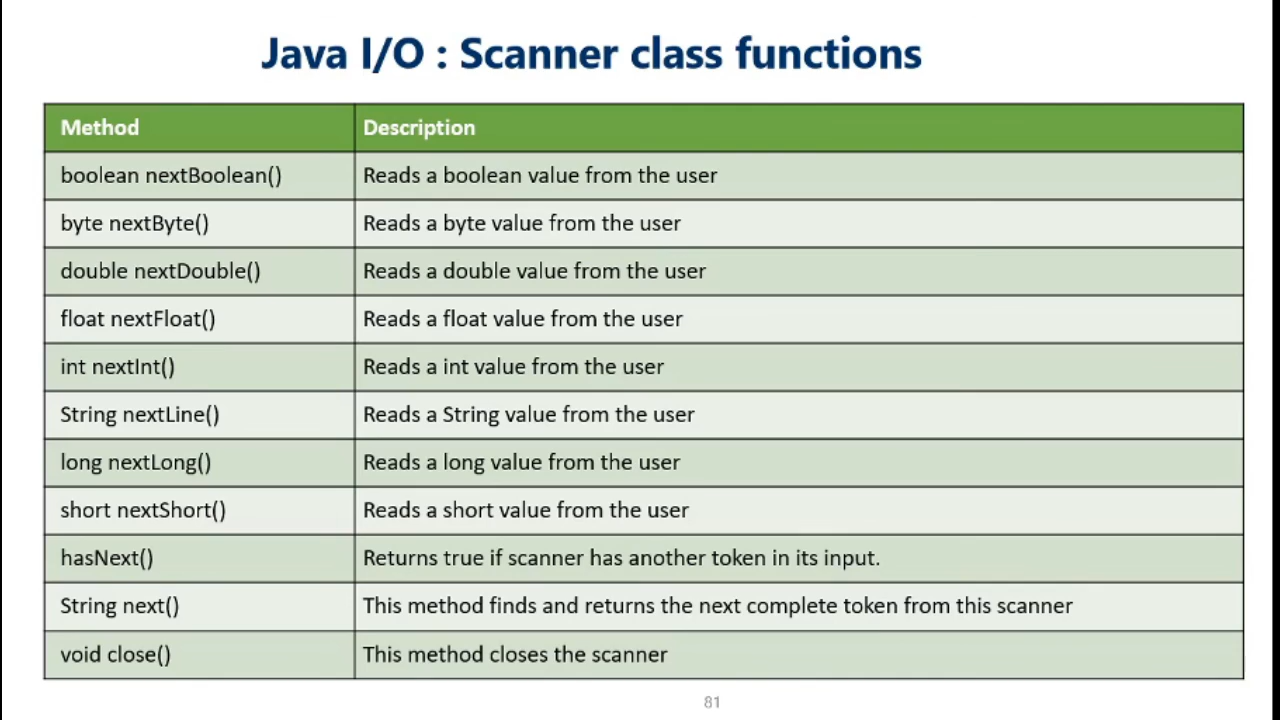 Java I/O : Scanner class functions
Method Description
boolean nextBoolean() Reads a boolean value from the user
byte nextByte() Reads a byte value from the user
double nextDouble() Reads a double value from the user
float nextFloat() Reads a float value from the user
int nextInt() Reads a int value from the user
String nextLine() Reads a String value from the user
long nextLong() Reads a long value from the user
short nextShort() Reads a short value from the user
hasNext() Returns true if scanner has another token in its input.
String next() This method finds and returns the next complete token from this scanner
void close() This method closes the scanner
81